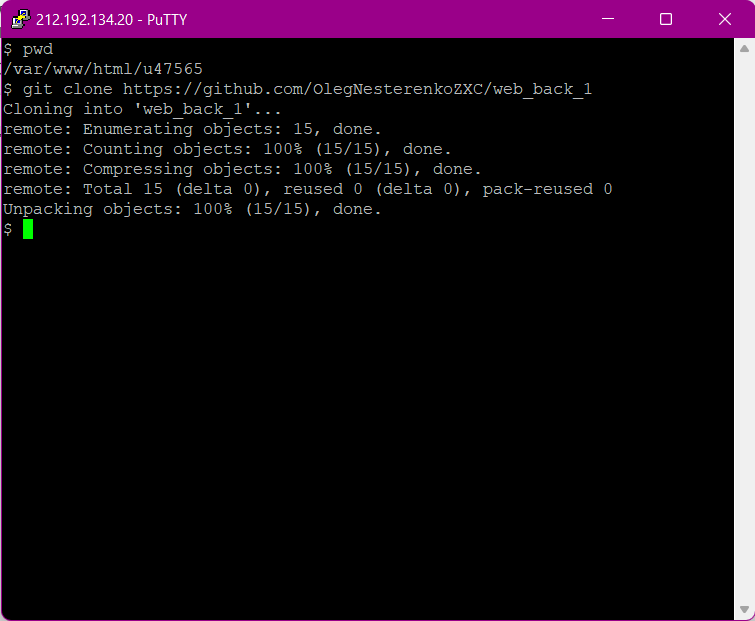 212.192.134.20 - PuTTY
$ pwd
/var/www/html/u47565
$ git clone https://github.com/OlegNesterenkoZXC/web_back_1
Cloning into 'web_back_1'...
remote: Enumerating objects: 15, done.
remote: Counting objects: 100% (15/15), done.
remote: Compressing objects: 100% (15/15), done.
remote: Total 15 (delta 0), reused 0 (delta 0), pack-reused 0
Unpacking objects: 100% (15/15), done.
$